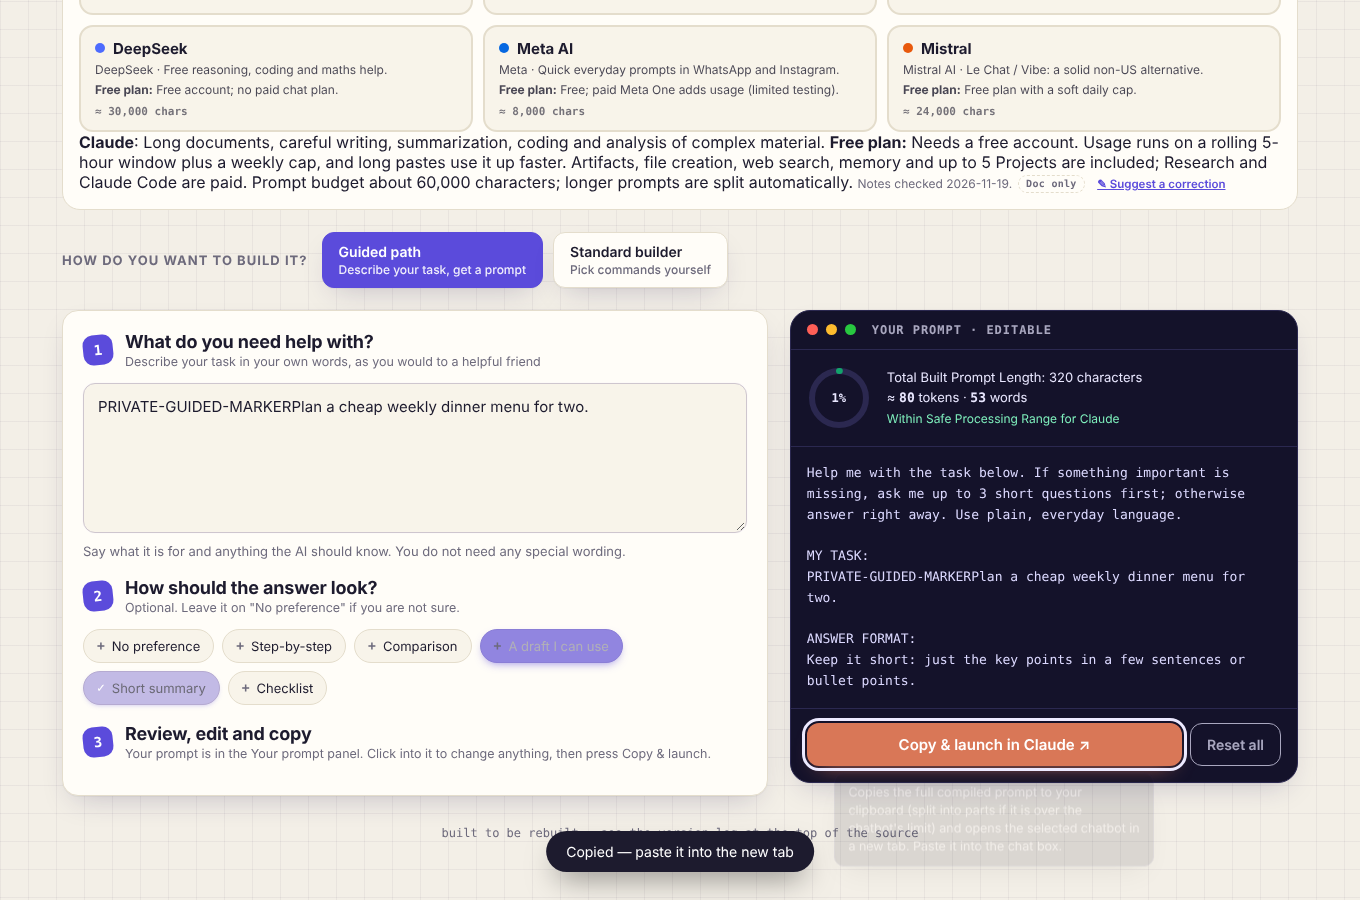 DeepSeek
DeepSeek · Free reasoning, coding and maths help.
Free plan: Free account; no paid chat plan.
≈ 30,000 chars
Meta AI
Meta · Quick everyday prompts in WhatsApp and Instagram.
Free plan: Free; paid Meta One adds usage (limited testing).
≈ 8,000 chars
Mistral
Mistral AI · Le Chat / Vibe: a solid non-US alternative.
Free plan: Free plan with a soft daily cap.
≈ 24,000 chars
Claude: Long documents, careful writing, summarization, coding and analysis of complex material. Free plan: Needs a free account. Usage runs on a rolling 5-
hour window plus a weekly cap, and long pastes use it up faster. Artifacts, file creation, web search, memory and up to 5 Projects are included; Research and
Claude Code are paid. Prompt budget about 60,000 characters; longer prompts are split automatically. Notes checked 2026-11-19. Doc only ✎ Suggest a correction
HOW DO YOU WANT TO BUILD IT?
Guided path
Describe your task, get a prompt
Standard builder
Pick commands yourself
1
What do you need help with?
Describe your task in your own words, as you would to a helpful friend
PRIVATE-GUIDED-MARKERPlan a cheap weekly dinner menu for two.
Say what it is for and anything the AI should know. You do not need any special wording.
2
How should the answer look?
Optional. Leave it on "No preference" if you are not sure.
+ No preference
+ Step-by-step
+ Comparison
+ A draft I can use
✓ Short summary
+ Checklist
3
Review, edit and copy
Your prompt is in the Your prompt panel. Click into it to change anything, then press Copy & launch.
YOUR PROMPT · EDITABLE
1%
Total Built Prompt Length: 320 characters
≈ 80 tokens · 53 words
Within Safe Processing Range for Claude
Help me with the task below. If something important is
missing, ask me up to 3 short questions first; otherwise
answer right away. Use plain, everyday language.
MY TASK:
PRIVATE-GUIDED-MARKERPlan a cheap weekly dinner menu for
two.
ANSWER FORMAT:
Keep it short: just the key points in a few sentences or
bullet points.
Copy & launch in Claude ↗
Reset all
Copies the full compiled prompt to your
clipboard (split into parts if it is over the
limit) and opens the selected chatbot in
a new tab. Paste it into the chat box.
built to be rebuilt — see the version log at the top of the source
Copied — paste it into the new tab